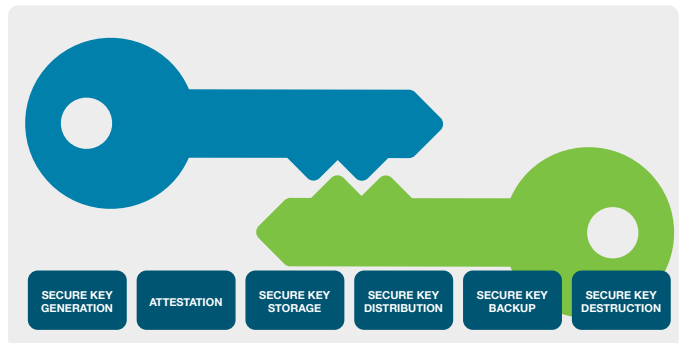 SECURE KEY
GENERATION
ATTESTATION
SECURE KEY
STORAGE
SECURE KEY
DISTRIBUTION
SECURE KEY
BACKUP
SECURE KEY
DESTRUCTION